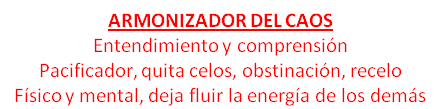 ARMONIZADOR DEL CAOS
Entendimiento y comprensión
Pacificador, quita celos, obstinación, recelo
Físico y mental, deja fluir la energía de los demás